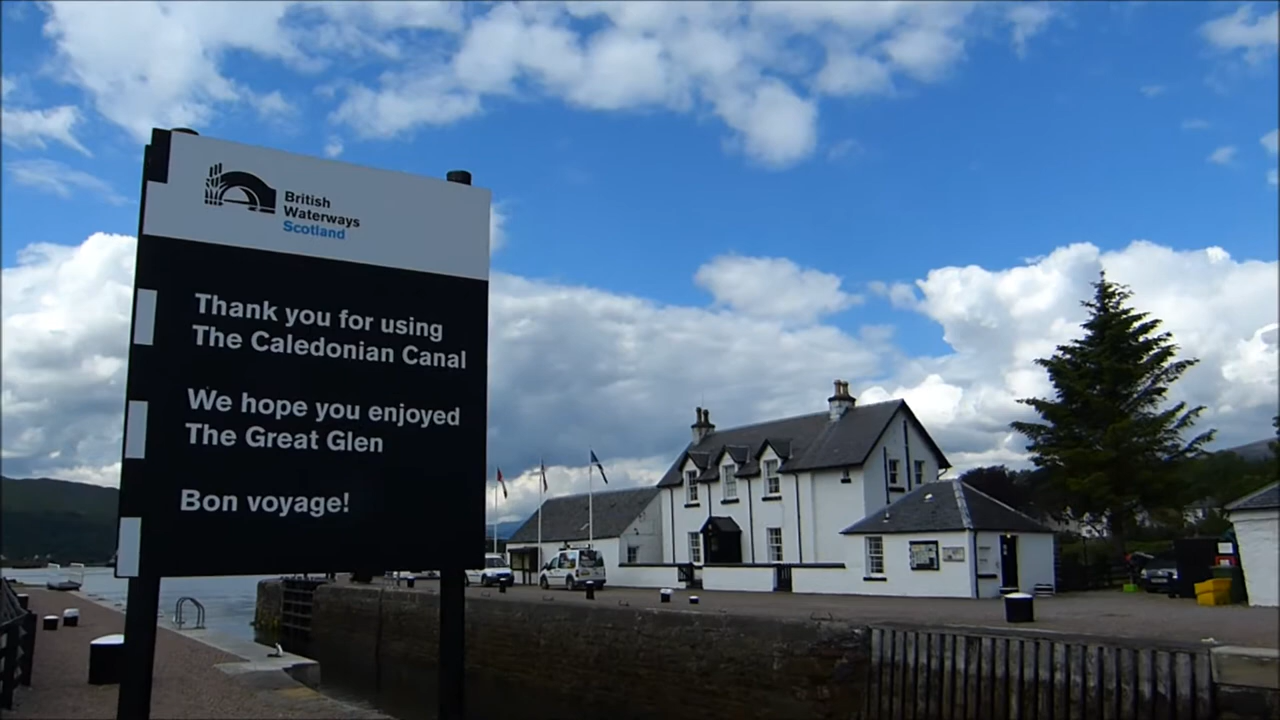 British
Waterways
Scotland
Thank you for using
The Caledonian Canal
We hope you enjoyed
The Great Glen
Bon voyage!